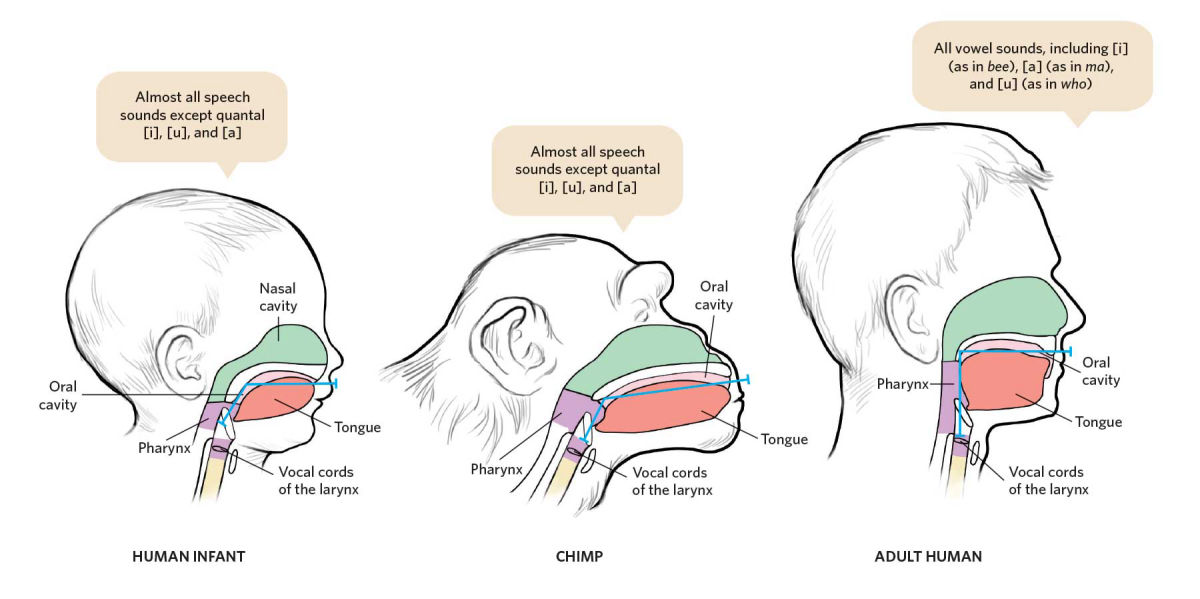 Almost all speech
sounds except quantal
[i], [u], and [a]
Nasal
cavity
Oral
cavity
Pharynx
Tongue
Vocal cords
of the larynx
HUMAN INFANT
Almost all speech
sounds except quantal
[i], [u], and [a]
Oral
cavity
Pharynx
Tongue
Vocal cords
of the larynx
CHIMP
All vowel sounds, including [i]
(as in bee), [a] (as in ma),
and [u] (as in who)
Pharynx
Oral
cavity
Tongue
Vocal cords
of the larynx
ADULT HUMAN